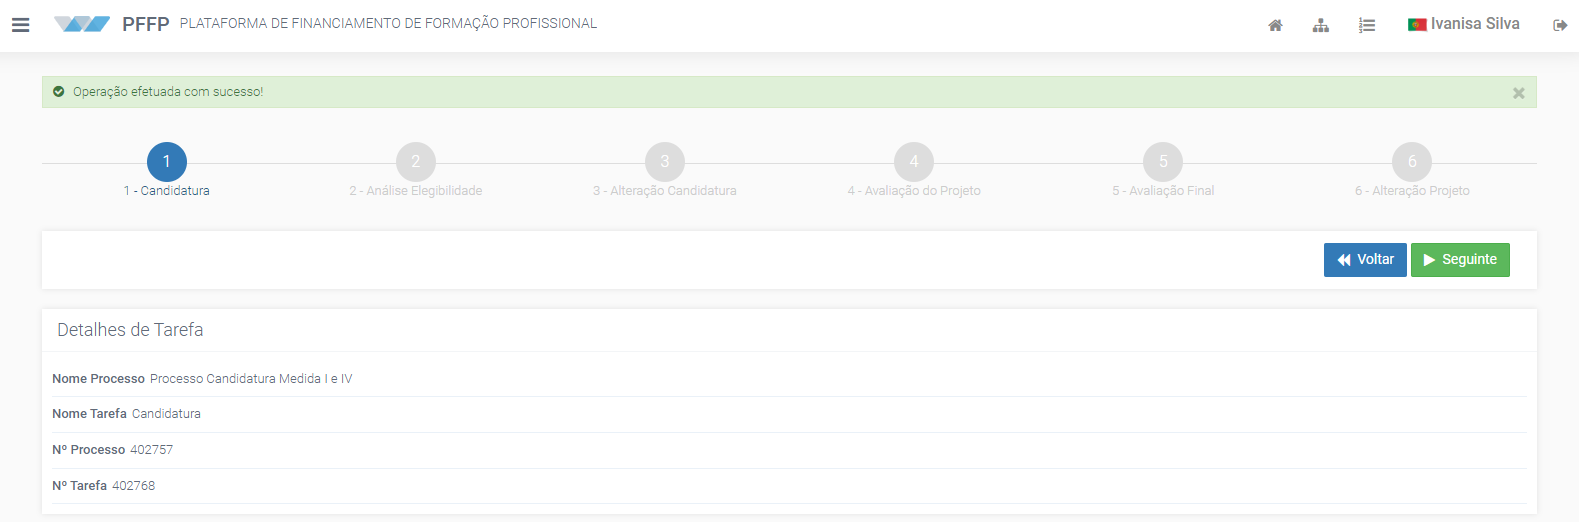 PFFP PLATAFORMA DE FINANCIAMENTO DE FORMAÇÃO PROFISSIONAL
Ivanisa Silva
Operação efetuada com sucesso!
1 2 3 4 5 6
1 - Candidatura 2 - Análise Elegibilidade 3 - Alteração Candidatura 4 - Avaliação do Projeto 5 - Avaliação Final 6 - Alteração Projeto
Voltar Seguinte
Detalhes de Tarefa
Nome Processo Processo Candidatura Medida I e IV
Nome Tarefa Candidatura
Nº Processo 402757
Nº Tarefa 402768